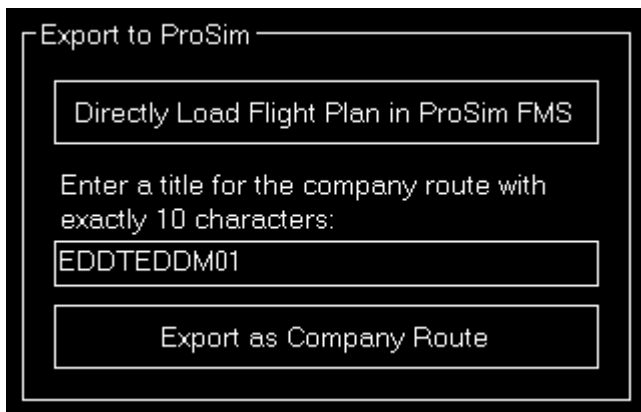 Export to ProSim
Directly Load Flight Plan in ProSim FMS
Enter a title for the company route with
exactly 10 characters:
EDDTEDDM01
Export as Company Route